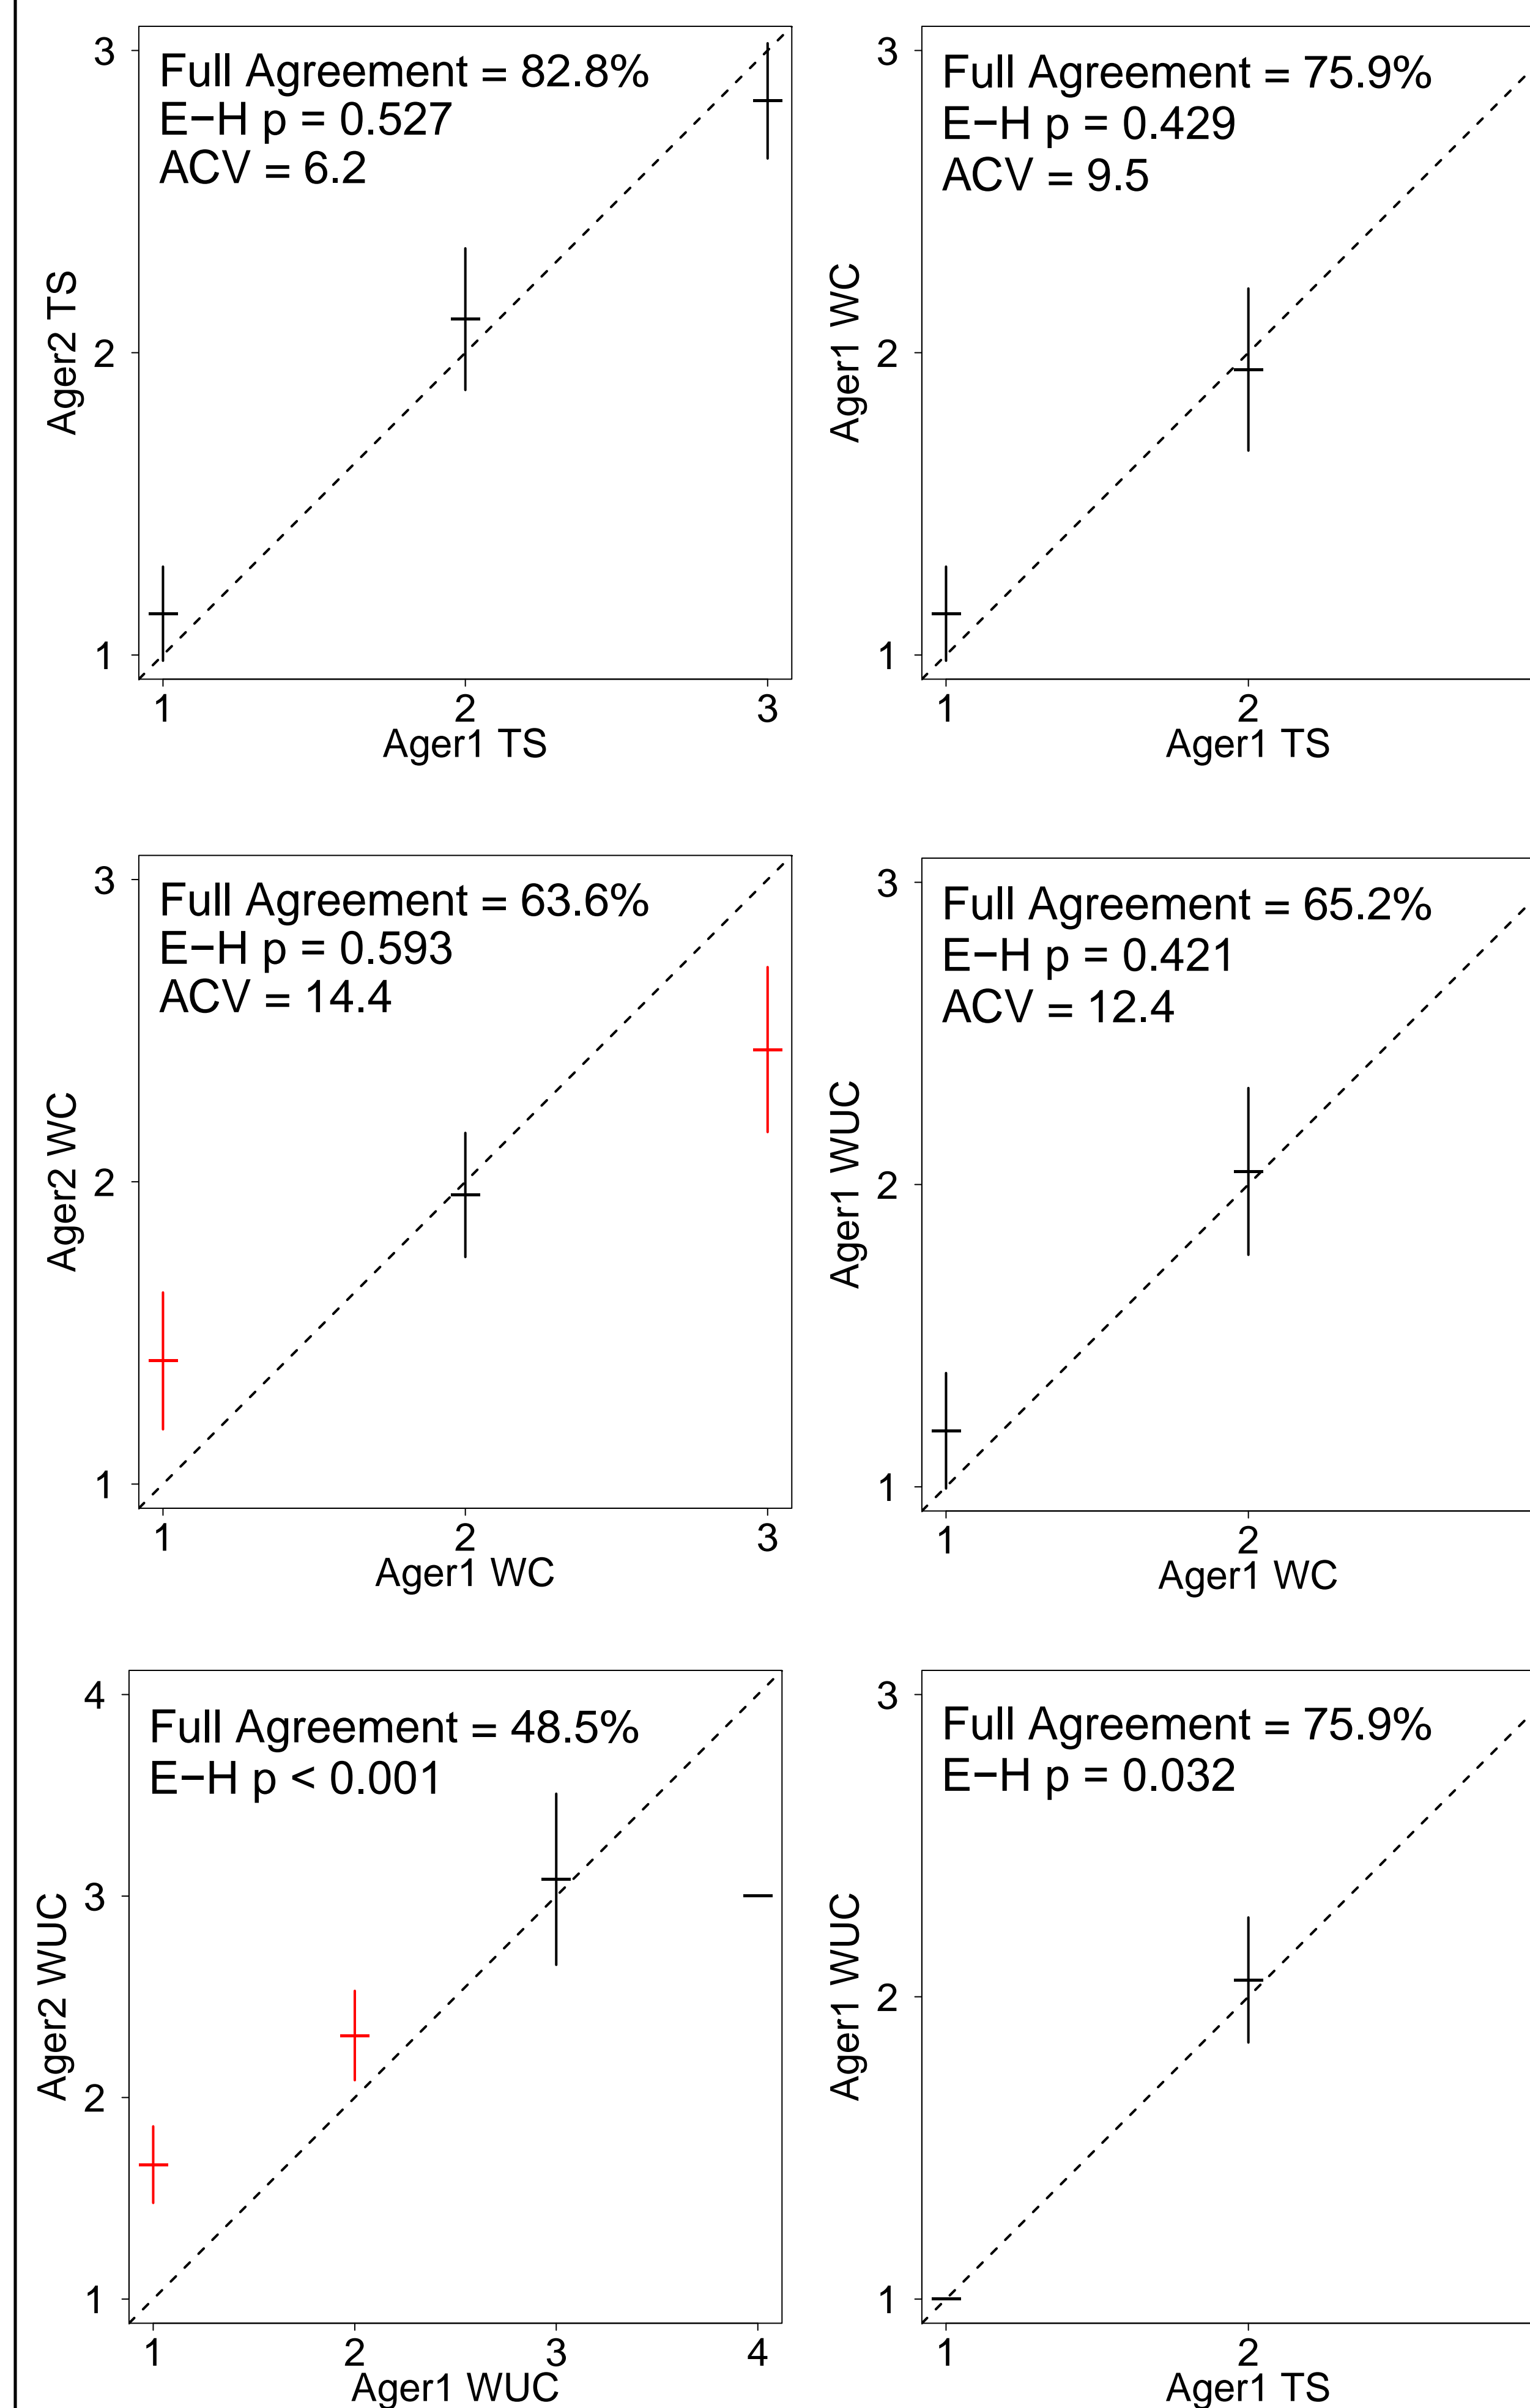 3
2
1
Ager2 TS
Full Agreement = 82.8%
E−H p = 0.527
ACV = 6.2
1 2 3
Ager1 TS
3
2
1
Ager1 WC
Full Agreement = 75.9%
E−H p = 0.429
ACV = 9.5
1 2
Ager1 TS
3
2
1
Ager2 WC
Full Agreement = 63.6%
E−H p = 0.593
ACV = 14.4
1 2 3
Ager1 WC
3
2
1
Ager1 WUC
Full Agreement = 65.2%
E−H p = 0.421
ACV = 12.4
1 2
Ager1 WC
4
3
2
1
Ager2 WUC
Full Agreement = 48.5%
E−H p < 0.001
1 2 3 4
Ager1 WUC
3
2
1
Ager1 WUC
Full Agreement = 75.9%
E−H p = 0.032
1 2
Ager1 TS